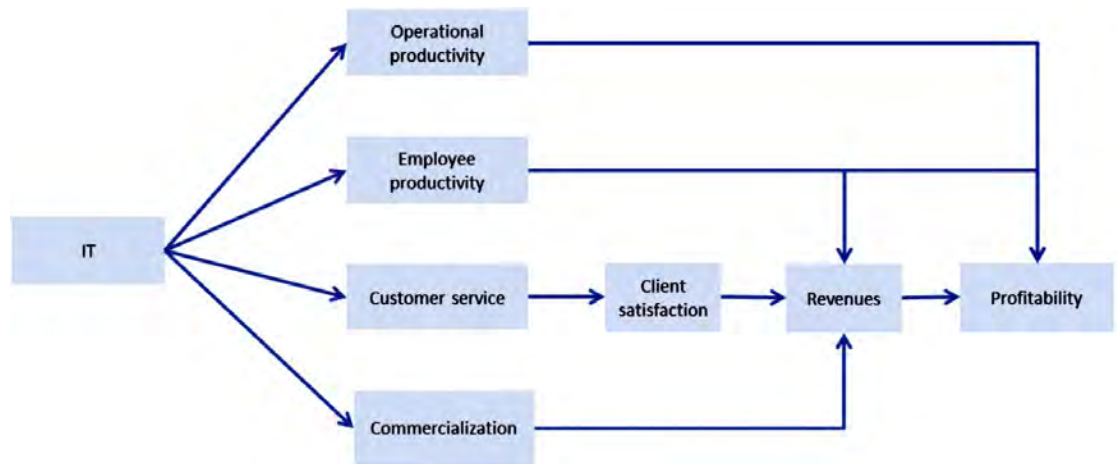 Operational
productivity
Employee
productivity
IT
Customer service
Client
satisfaction
Revenues
Profitability
Commercialization